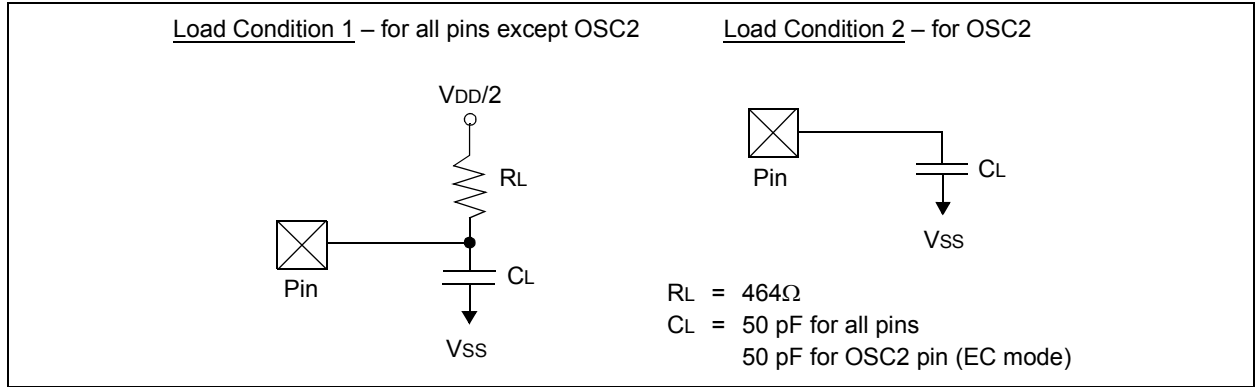 Load Condition 1 – for all pins except OSC2
Load Condition 2 – for OSC2
VDD/2
RL
Pin
CL
VSS
Pin
CL
VSS
RL = 464Ω
CL = 50 pF for all pins
50 pF for OSC2 pin (EC mode)